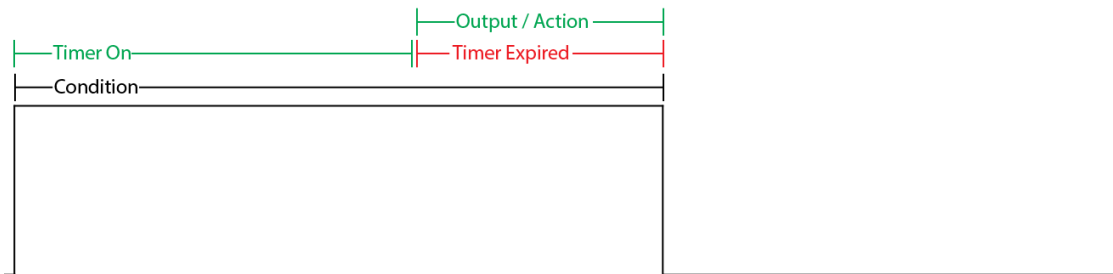 Output / Action
Timer On
Timer Expired
Condition